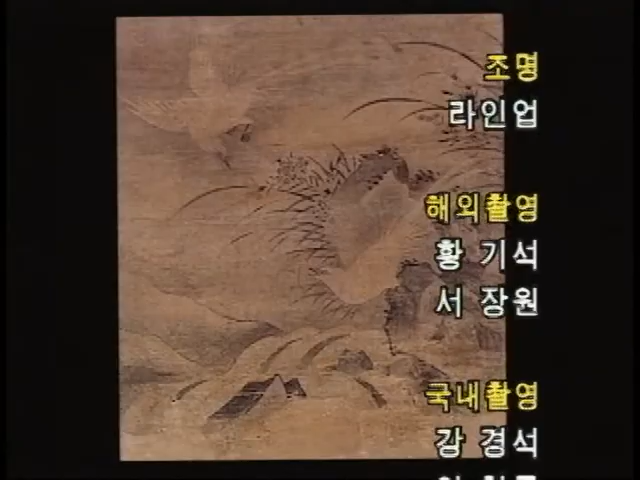 조명
라인업
해외촬영
황 기석
서 장원
국내촬영
강 경석